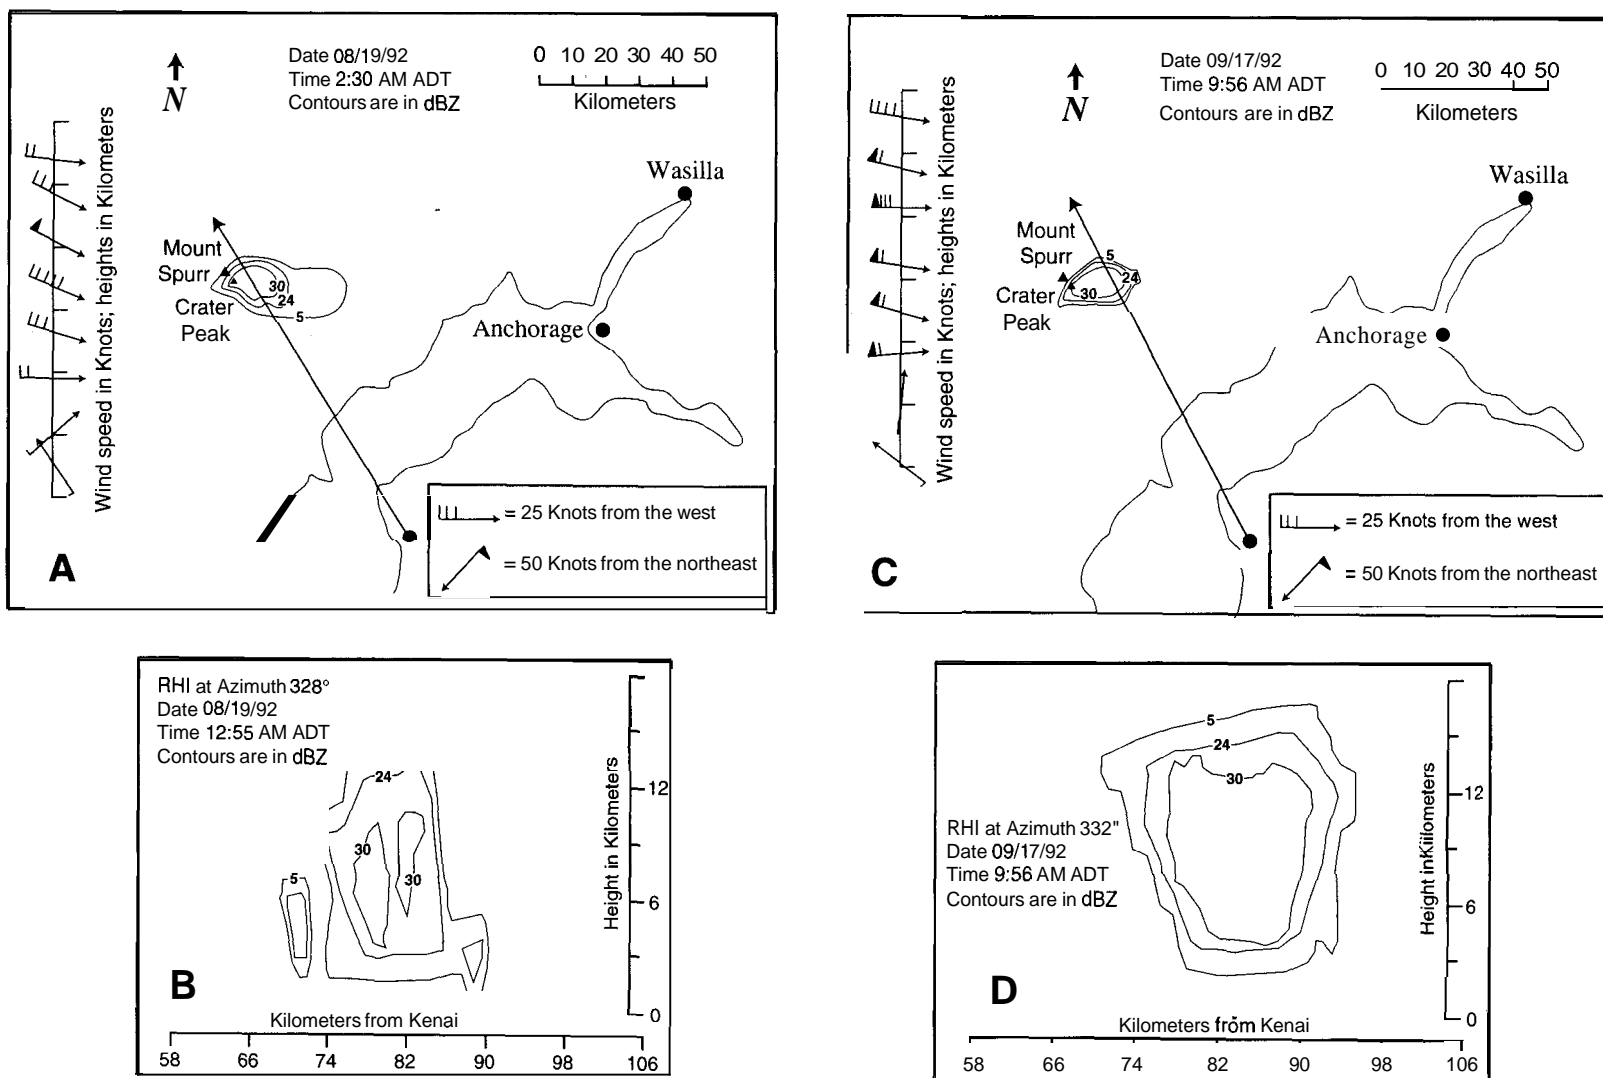 Date 08/19/92
Time 2:30 AM ADT
Contours are in dBZ
0 10 20 30 40 50
Kilometers
N
Wind speed in Knots; heights in Kilometers
Wasilla
Mount
Spurr
Crater
Peak
30
24
5
Anchorage
= 25 Knots from the west
= 50 Knots from the northeast
A
Date 09/17/92
Time 9:56 AM ADT
Contours are in dBZ
0 10 20 30 40 50
Kilometers
N
Wind speed in Knots; heights in Kilometers
Wasilla
Mount
Spurr
Crater
Peak
5
24
30
Anchorage
= 25 Knots from the west
= 50 Knots from the northeast
C
RHI at Azimuth 328°
Date 08/19/92
Time 12:55 AM ADT
Contours are in dBZ
24
30
30
5
Height in Kilometers
12
6
0
B
Kilometers from Kenai
58 66 74 82 90 98 106
5
24
30
RHI at Azimuth 332"
Date 09/17/92
Time 9:56 AM ADT
Contours are in dBZ
Height inKiilometers
12
6
0
D
Kilometers from Kenai
58 66 74 82 90 98 106